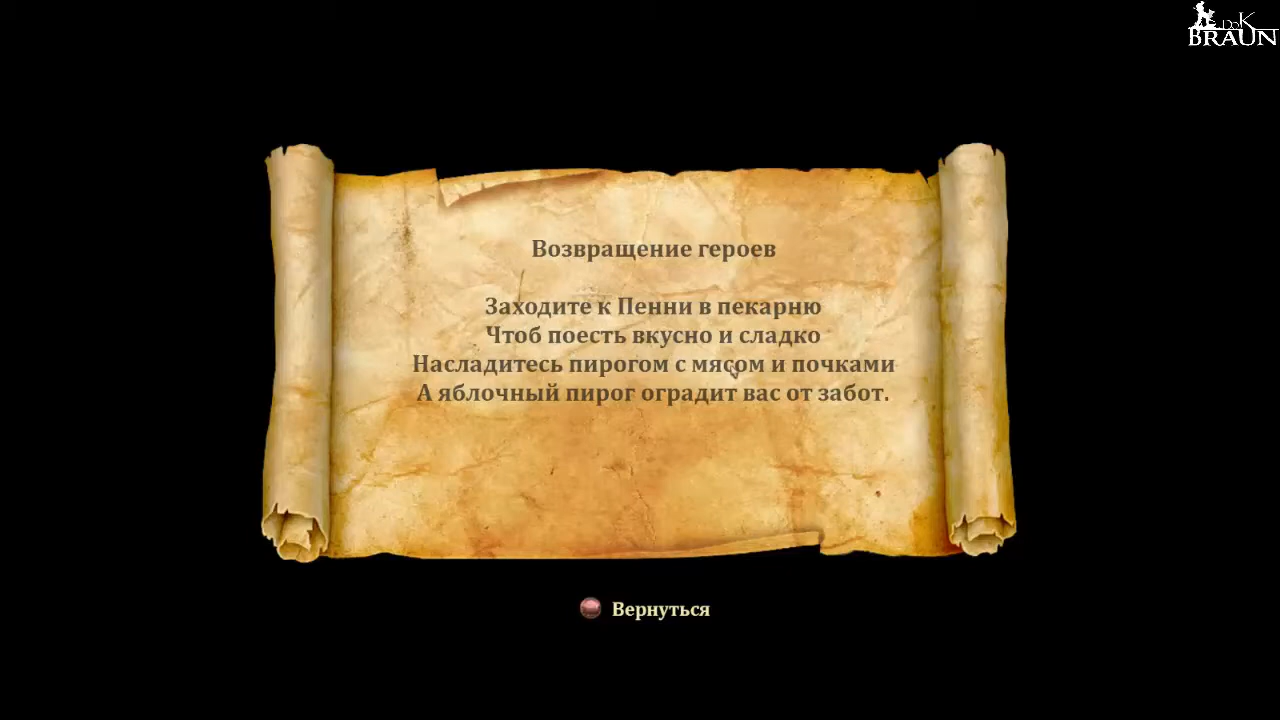 DOK
BRAUN
Возвращение героев
Заходите к Пенни в пекарню
Чтоб поесть вкусно и сладко
Насладитесь пирогом с мясом и почками
А яблочный пирог оградит вас от забот.
Вернуться